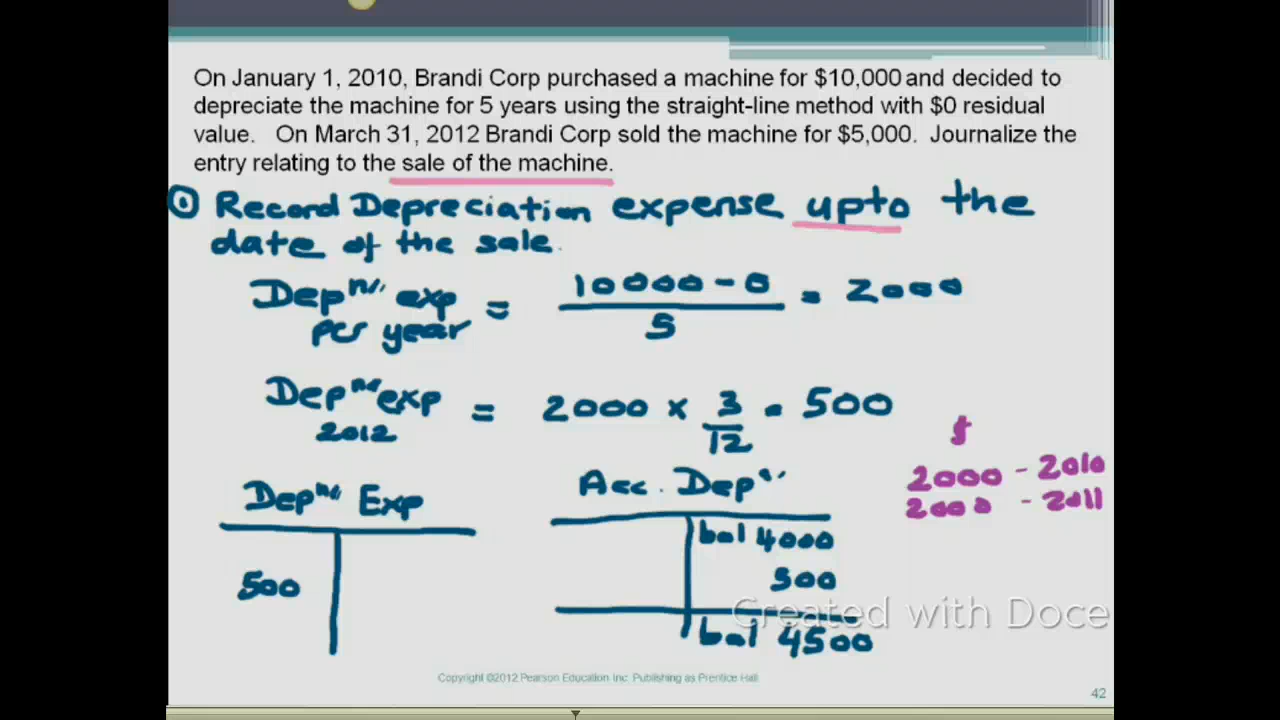 On January 1, 2010, Brandi Corp purchased a machine for $10,000 and decided to
depreciate the machine for 5 years using the straight-line method with $0 residual
value. On March 31, 2012 Brandi Corp sold the machine for $5,000. Journalize the
entry relating to the sale of the machine.
Record Depreciation expense upto the
date of the sale.
Depn exp per year = 10000 - 0 / 5 = 2000
Depn exp 2012 = 2000 x 3/12 = 500
$
2000 - 2010
2000 - 2011
Depn Exp
500
Acc. Depn
bal 4000
500
bal 4500
Created with Doce
Copyright ©2012 Pearson Education Inc. Publishing as Prentice Hall
42